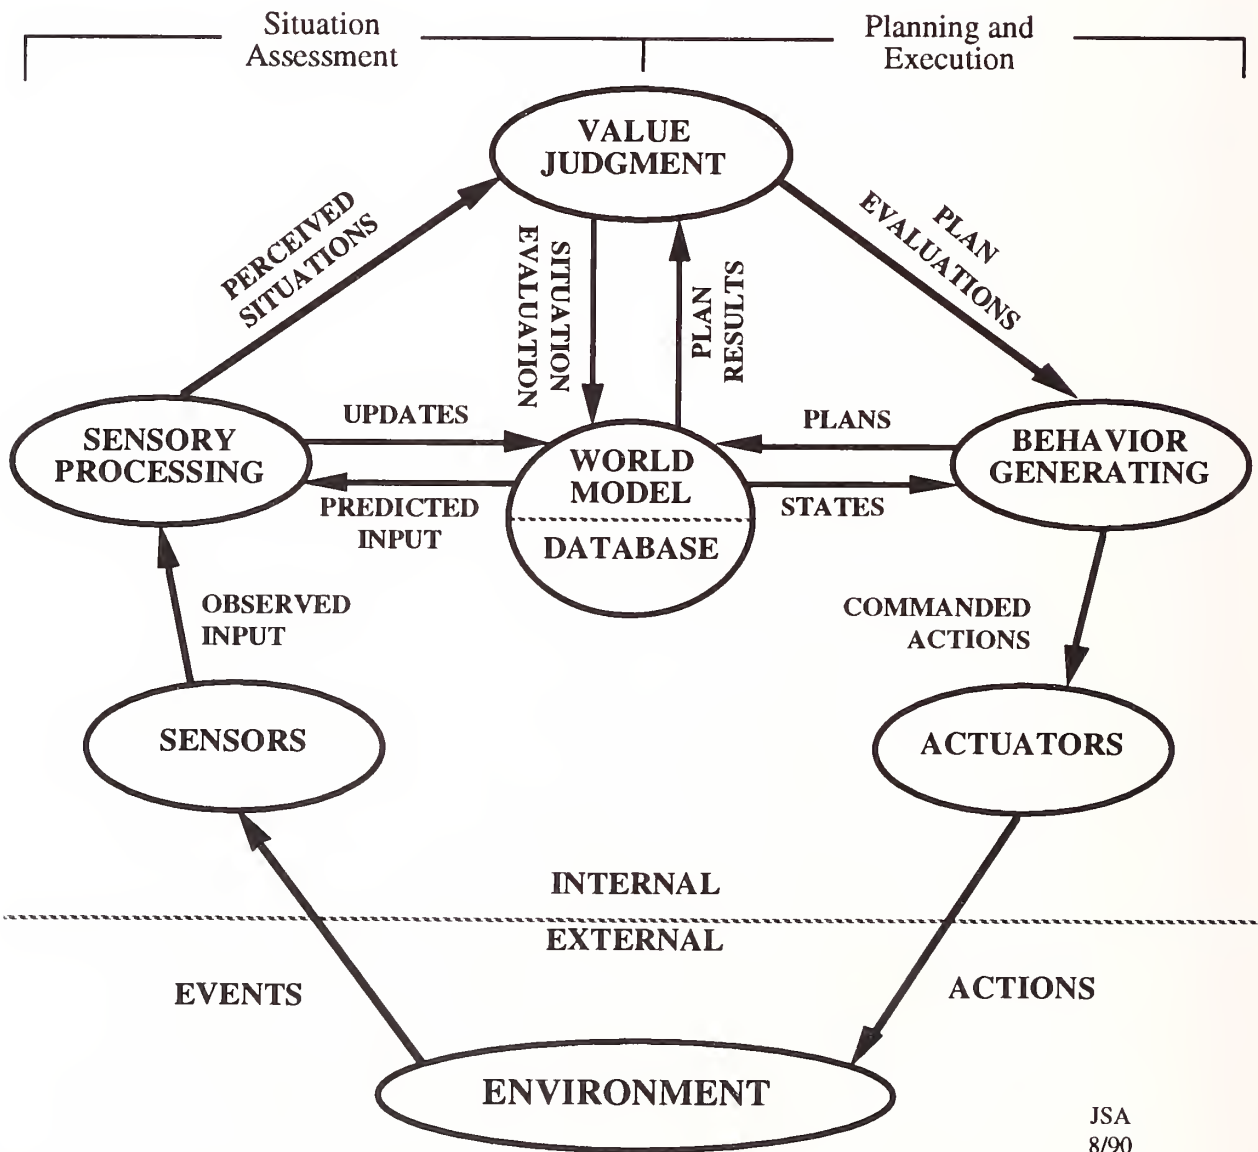 Situation
Assessment
Planning and
Execution
VALUE
JUDGMENT
PERCEIVED
SITUATIONS
SITUATION
EVALUATION
PLAN
RESULTS
PLAN
EVALUATIONS
SENSORY
PROCESSING
UPDATES
PREDICTED
INPUT
WORLD
MODEL
DATABASE
PLANS
STATES
BEHAVIOR
GENERATING
OBSERVED
INPUT
COMMANDED
ACTIONS
SENSORS
ACTUATORS
INTERNAL
EXTERNAL
EVENTS
ACTIONS
ENVIRONMENT
JSA
8/90